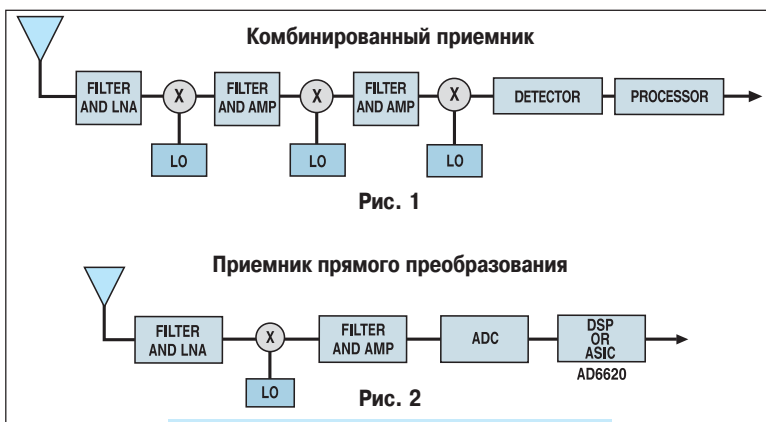 Комбинированный приемник
FILTER
AND LNA
X
FILTER
AND AMP
X
FILTER
AND AMP
X
DETECTOR
PROCESSOR
LO
LO
LO
Рис. 1
Приемник прямого преобразования
FILTER
AND LNA
X
FILTER
AND AMP
ADC
DSP
OR
ASIC
AD6620
LO
Рис. 2